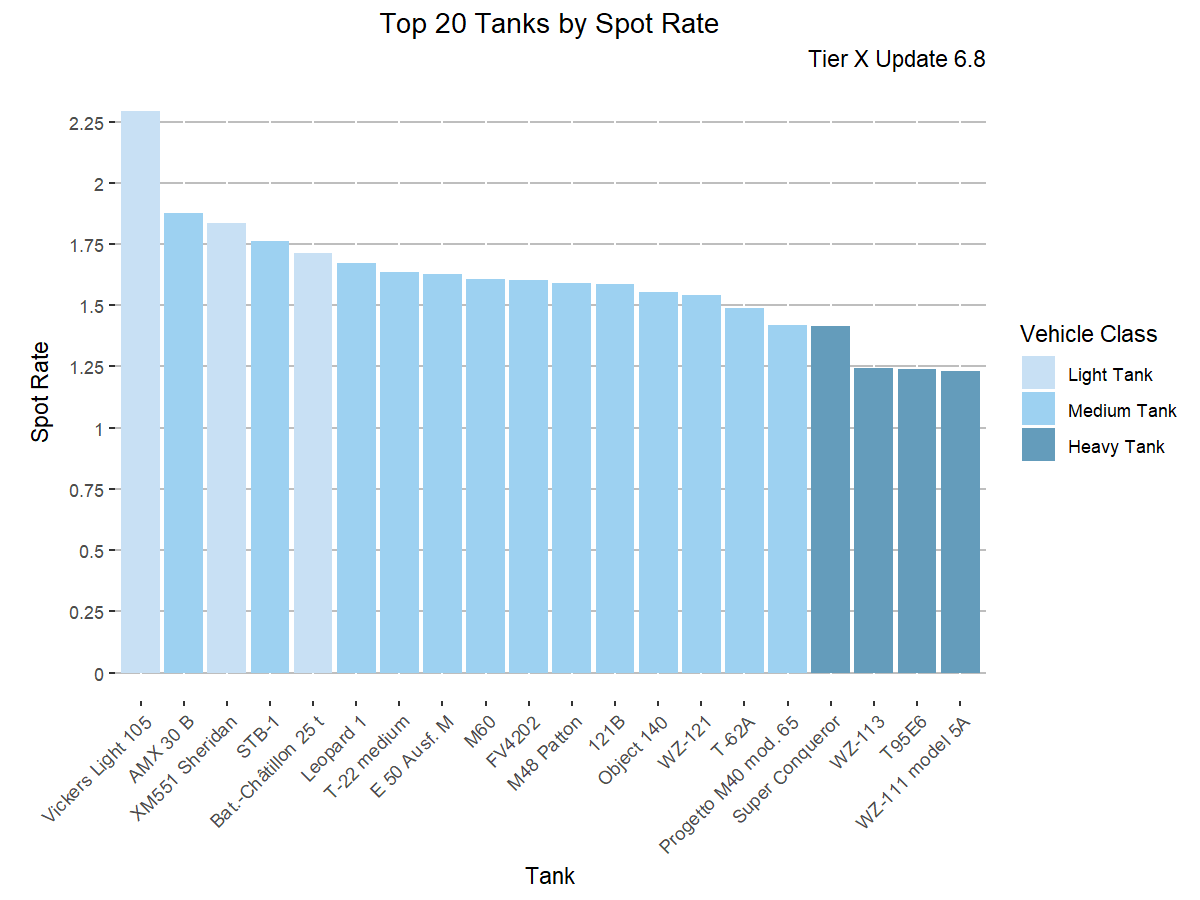 Top 20 Tanks by Spot Rate
Tier X Update 6.8
Spot Rate
2.25
2
1.75
1.5
1.25
1
0.75
0.5
0.25
0
Vickers Light 105
AMX 30 B
XM551 Sheridan
STB-1
Bat.-Châtillon 25 t
Leopard 1
T-22 medium
E 50 Ausf. M
M60
FV4202
M48 Patton
121B
Object 140
WZ-121
T-62A
Progetto M40 mod. 65
Super Conqueror
WZ-113
T95E6
WZ-111 model 5A
Tank
Vehicle Class
Light Tank
Medium Tank
Heavy Tank